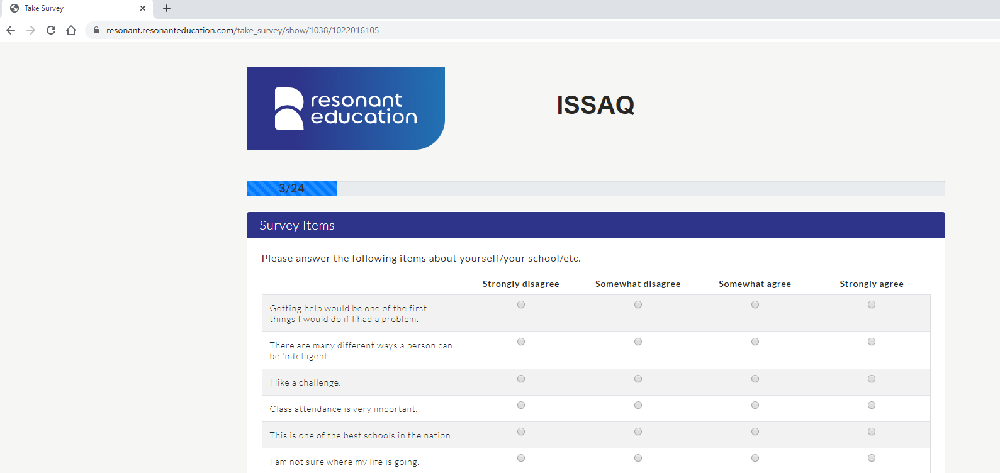 Take Survey
resonant.resonanteducation.com/take_survey/show/1038/1022016105
resonant
education
ISSAQ
3/24
Survey Items
Please answer the following items about yourself/your school/etc.
Strongly disagree Somewhat disagree Somewhat agree Strongly agree
Getting help would be one of the first
things I would do if I had a problem.
There are many different ways a person can
be 'intelligent.'
I like a challenge.
Class attendance is very important.
This is one of the best schools in the nation.
I am not sure where my life is going.